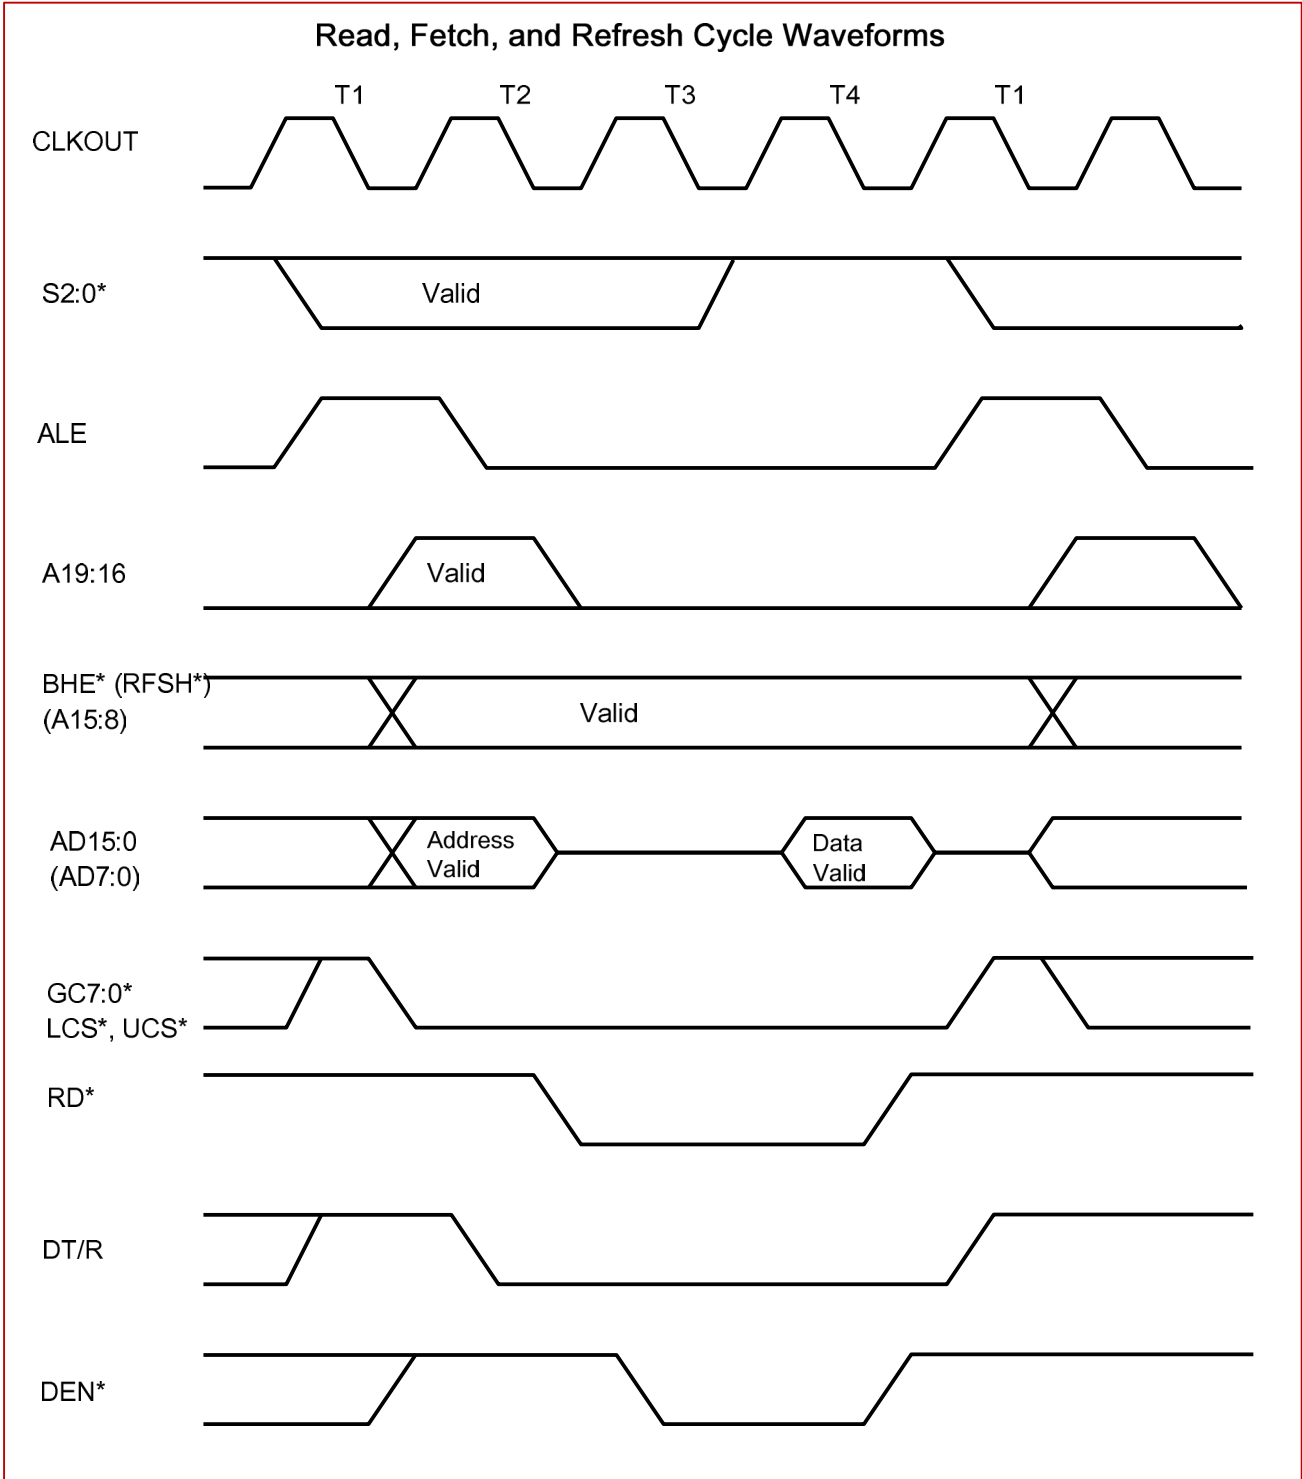 Read, Fetch, and Refresh Cycle Waveforms
T1 T2 T3 T4 T1
CLKOUT
S2:0*
Valid
ALE
A19:16
Valid
BHE* (RFSH*)
(A15:8)
Valid
AD15:0
(AD7:0)
Address
Valid
Data
Valid
GC7:0*
LCS*, UCS*
RD*
DT/R
DEN*